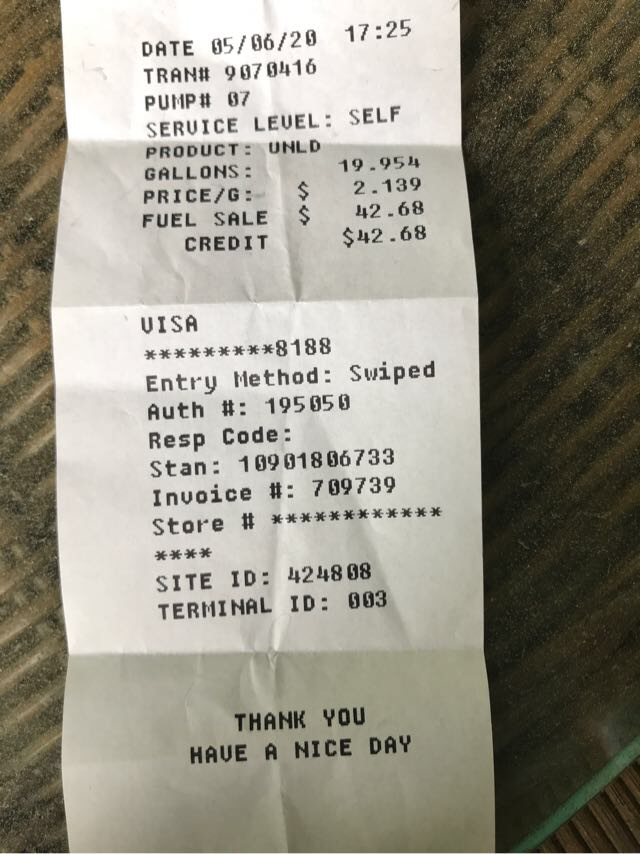 DATE 05/06/20 17:25
TRAN# 9070416
PUMP# 07
SERVICE LEVEL: SELF
PRODUCT: UNLD
GALLONS: 19.954
PRICE/G: $ 2.139
FUEL SALE $ 42.68
CREDIT $42.68
VISA
*********8188
Entry Method: Swiped
Auth #: 195050
Resp Code:
Stan: 10901806733
Invoice #: 709739
Store # ************
****
SITE ID: 424808
TERMINAL ID: 003
THANK YOU
HAVE A NICE DAY